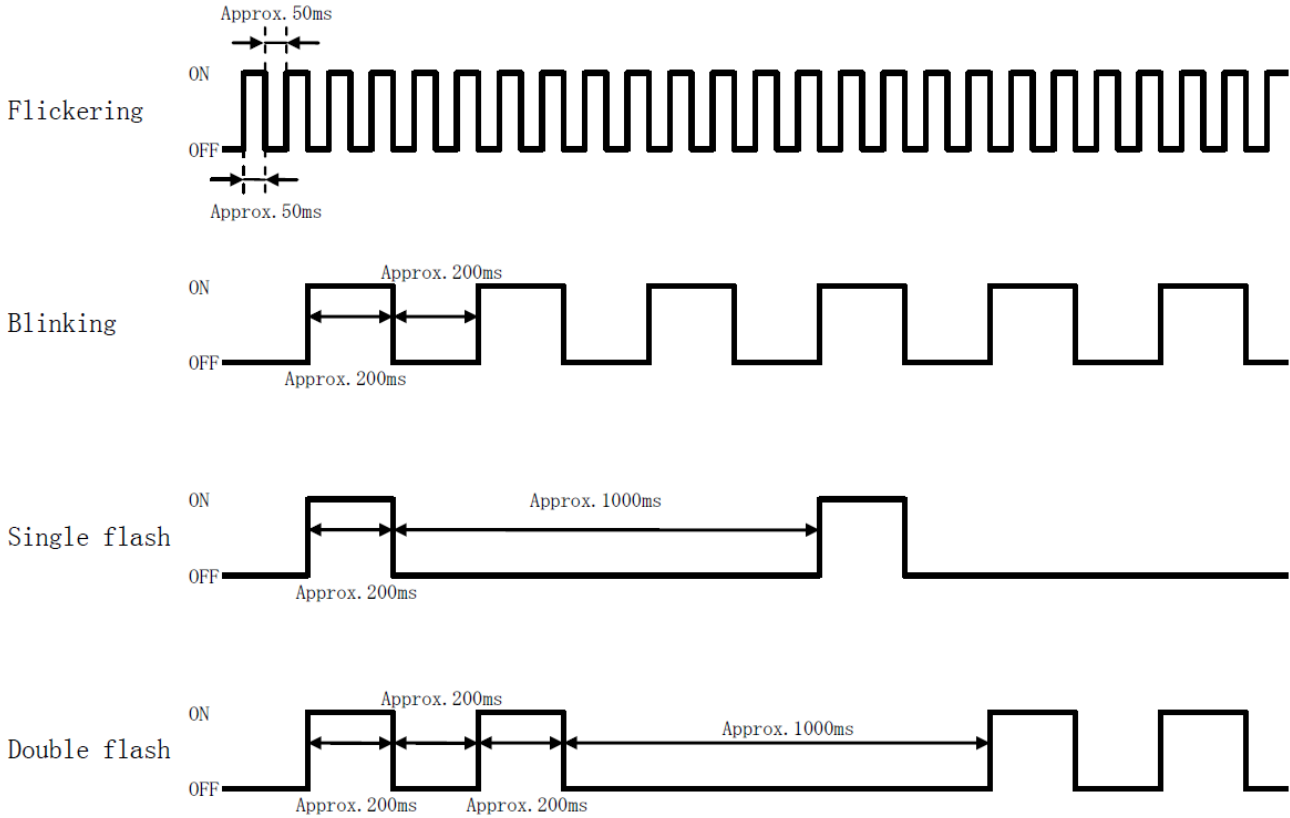 Approx.50ms
ON
Flickering
OFF
Approx.50ms
Approx.200ms
ON
Blinking
OFF
Approx.200ms
ON
Approx.1000ms
Single flash
OFF
Approx.200ms
Approx.200ms
ON
Approx.1000ms
Double flash
OFF
Approx.200ms
Approx.200ms